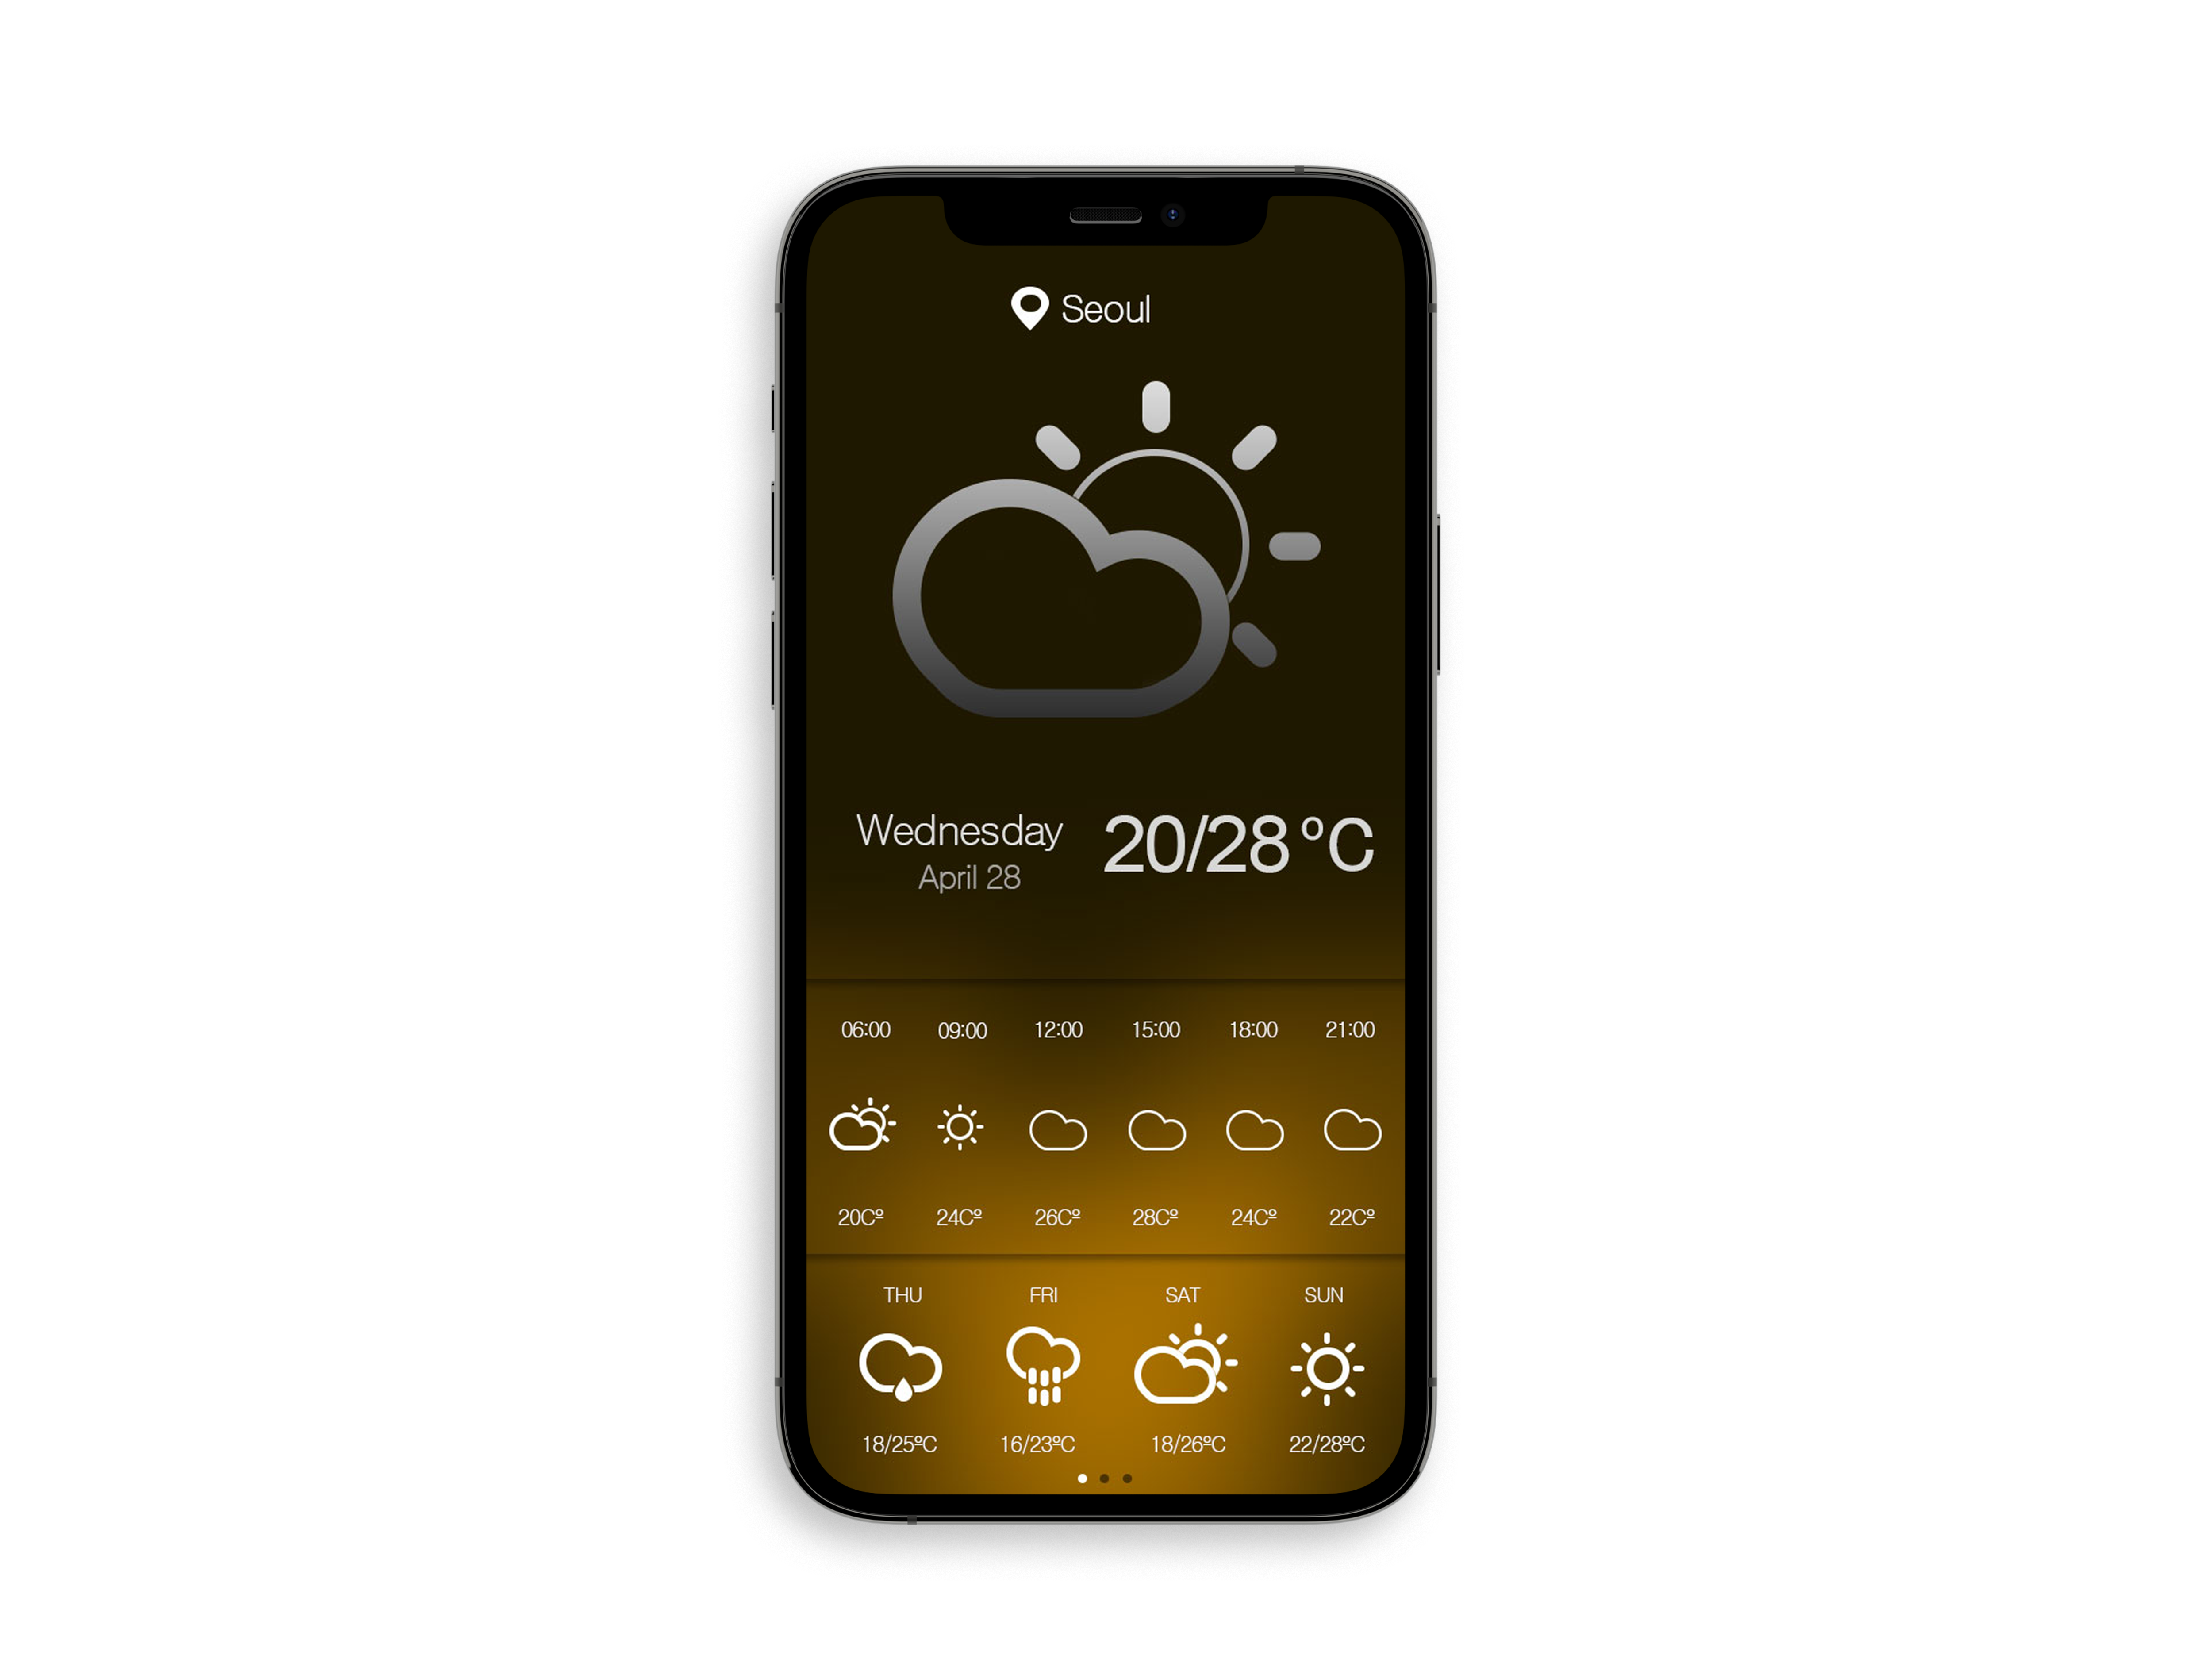 Seoul
Wednesday
April 28
20/28 ºC
06:00 09:00 12:00 15:00 18:00 21:00
20Cº 24Cº 26Cº 28Cº 24Cº 22Cº
THU FRI SAT SUN
18/25ºC 16/23ºC 18/26ºC 22/28ºC